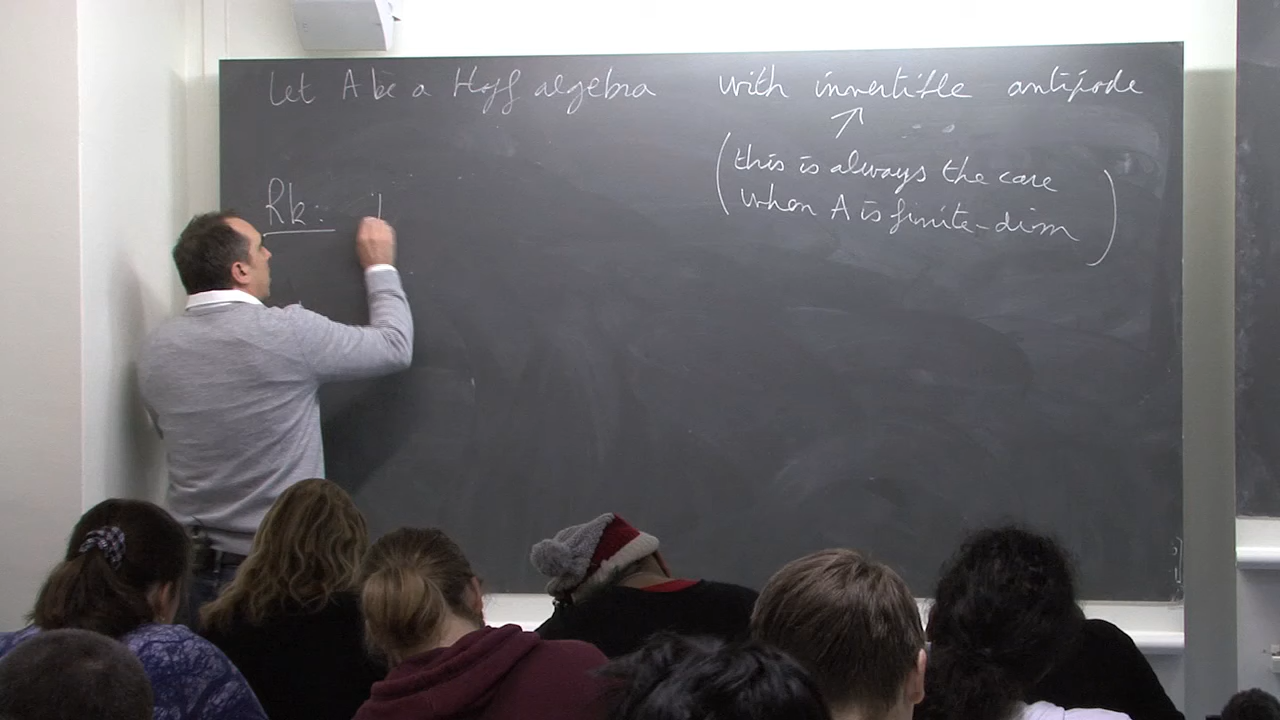 Let A be a Hopf algebra with invertible antipode
(this is always the case
when A is finite-dim)
Rk: